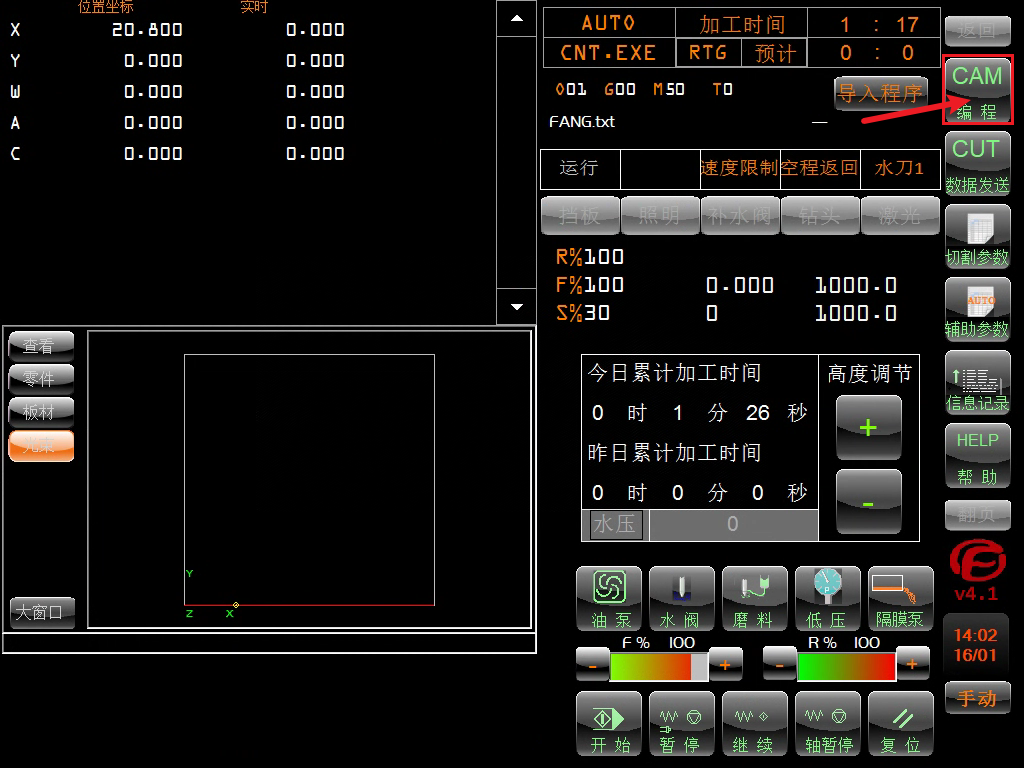 位置坐标 实时
X 20.800 0.000
Y 0.000 0.000
W 0.000 0.000
A 0.000 0.000
C 0.000 0.000
查看
零件
板材
光束
大窗口
Y
Z X
AUTO 加工时间 1 : 17
CNT.EXE RTG 预计 0 : 0
O01 G00 M50 T0
导入程序
FANG.txt —
运行 速度限制 空程返回 水刀1
挡板 照明 补水阀 钻头 激光
R%100
F%100 0.000 1000.0
S%30 0 1000.0
今日累计加工时间
0 时 1 分 26 秒
昨日累计加工时间
0 时 0 分 0 秒
水压 0
高度调节
+
-
油泵 水阀 磨料 低压 隔膜泵
F % 100 R % 100
- + - +
开始 暂停 继续 轴暂停 复位
返回
CAM
编程
CUT
数据发送
切割参数
AUTO
辅助参数
信息记录
HELP
帮助
翻页
v4.1
14:02
16/01
手动